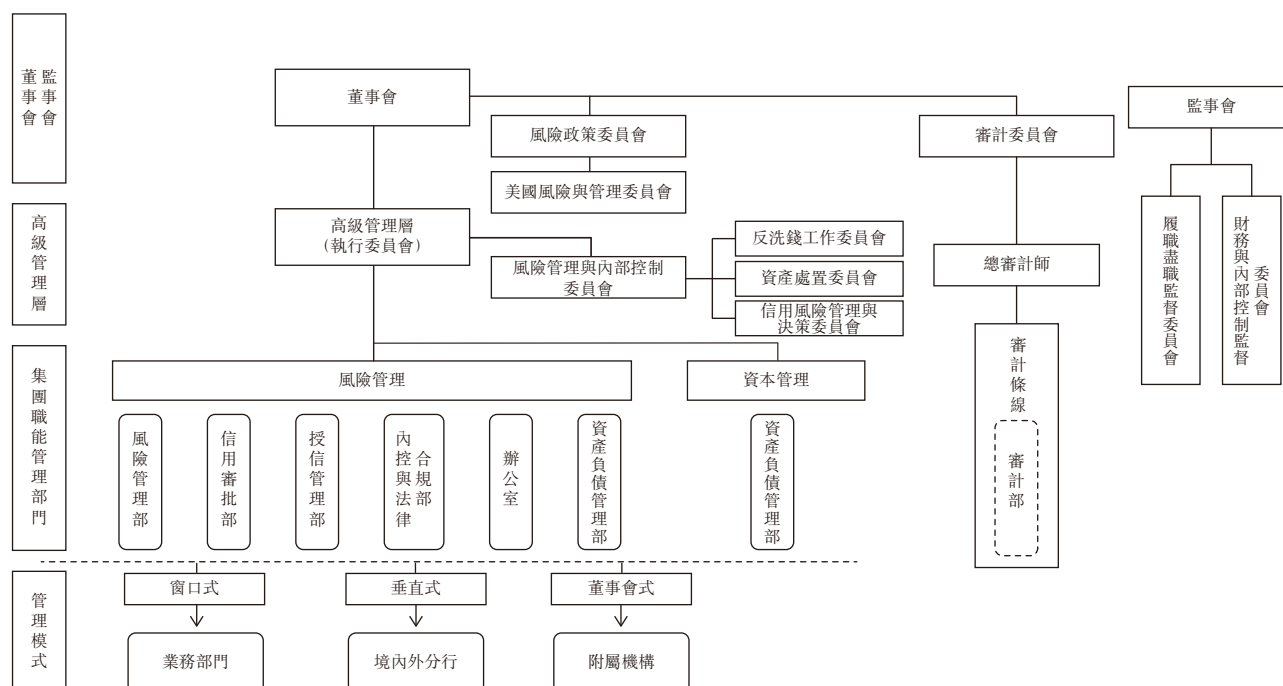 董事會
監事會
董事會
監事會
風險政策委員會
審計委員會
美國風險與管理委員會
高級管理層
高級管理層
(執行委員會)
反洗錢工作委員會
履職盡職監督委員會
財務與內部控制監督
委員會
風險管理與內部控制
委員會
總審計師
資產處置委員會
信用風險管理與
決策委員會
集團職能管理部門
風險管理
資本管理
審計條線
風險管理部
信用審批部
授信管理部
內控與法律
合規部
辦公室
資產負債管理部
資產負債管理部
審計部
管理模式
窗口式
垂直式
董事會式
業務部門
境內外分行
附屬機構